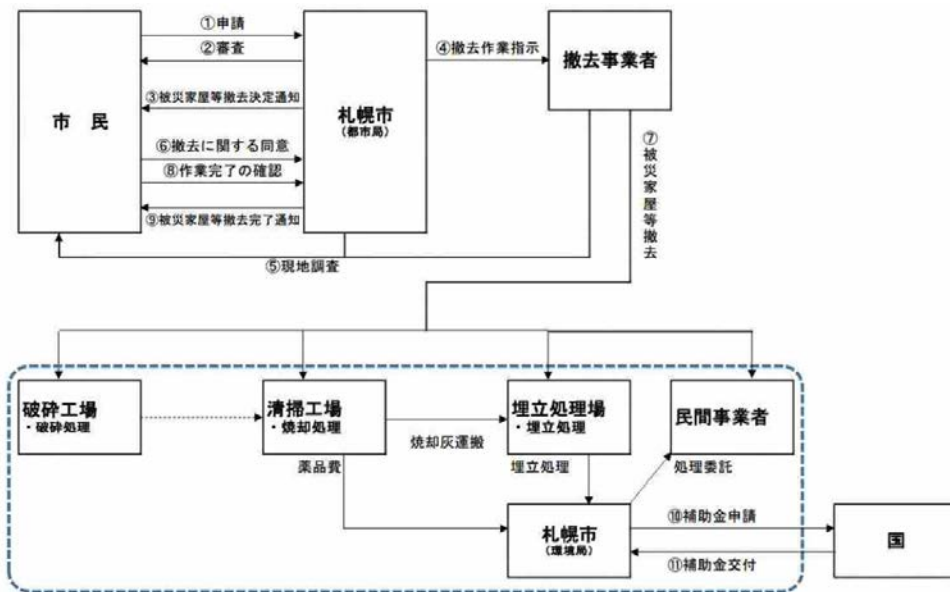 ①申請
②審査
③被災家屋等撤去決定通知
市　民
札幌市
（都市局）
④撤去作業指示
撤去事業者
⑥撤去に関する同意
⑧作業完了の確認
⑨被災家屋等撤去完了通知
⑤現地調査
⑦被災家屋等撤去
破砕工場
・破砕処理
清掃工場
・焼却処理
焼却灰運搬
埋立処理場
・埋立処理
民間事業者
薬品費
埋立処理
処理委託
札幌市
（環境局）
⑩補助金申請
⑪補助金交付
国